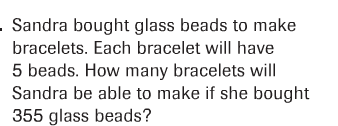 . Sandra bought glass beads to make
bracelets. Each bracelet will have
5 beads. How many bracelets will
Sandra be able to make if she bought
355 glass beads?